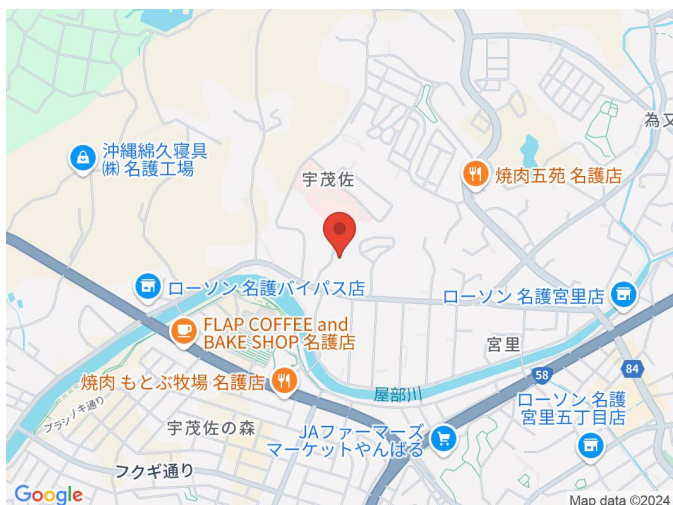 為又
沖縄綿久寝具
㈱ 名護工場
宇茂佐
焼肉五苑 名護店
ローソン 名護バイパス店
ローソン 名護宮里店
FLAP COFFEE and
BAKE SHOP 名護店
宮里
58
84
焼肉 もとぶ牧場 名護店
屋部川
ローソン 名護
宮里五丁目店
ブラシノキ通り
宇茂佐の森
JAファーマーズ
マーケットやんばる
フクギ通り
Google
Map data ©2024